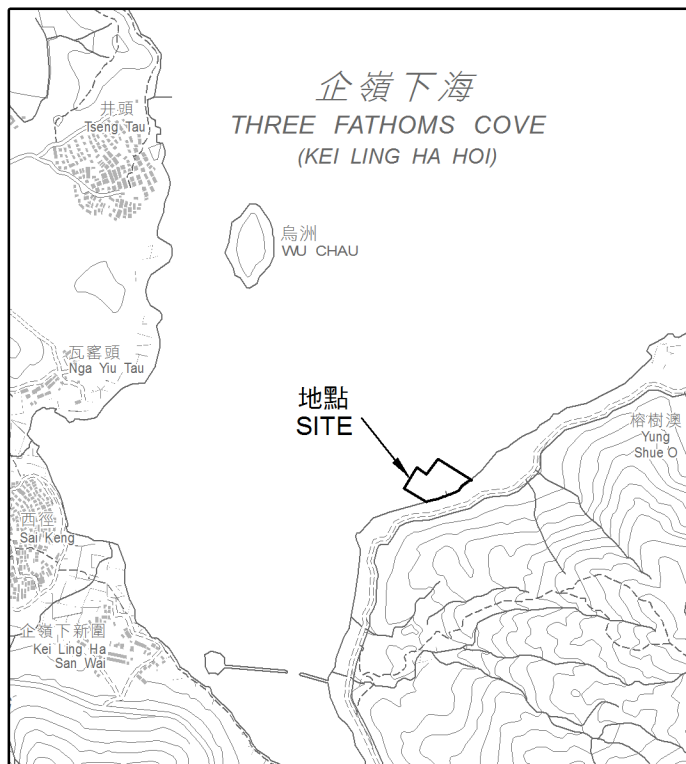 企嶺下海
THREE FATHOMS COVE
(KEI LING HA HOI)
井頭
Tseng Tau
烏洲
WU CHAU
瓦窰頭
Nga Yiu Tau
地點
SITE
榕樹澳
Yung
Shue O
西徑
Sai Keng
企嶺下新圍
Kei Ling Ha
San Wai